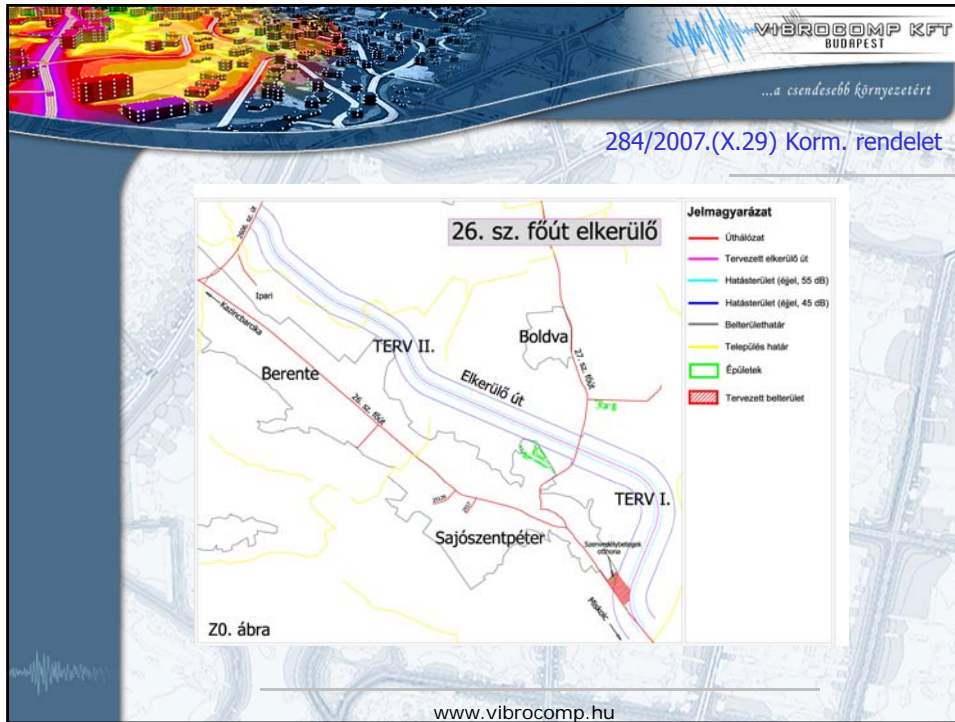 VIBROCOMP KFT
BUDAPEST
...a csendesebb környezetért
284/2007.(X.29) Korm. rendelet
26. sz. főút elkerülő
2606. sz. út
Ipari
Kazincbarcika
TERV II.
Boldva
27. sz. főút
Berente
Elkerülő út
26. sz. főút
TERV I.
Sajószentpéter
Szenvedélybetegek
otthona
Miskolc
Z0. ábra
Jelmagyarázat
Úthálózat
Tervezett elkerülő út
Hatásterület (éjjel, 55 dB)
Hatásterület (éjjel, 45 dB)
Belterülethatár
Település határ
Épületek
Tervezett belterület
www.vibrocomp.hu